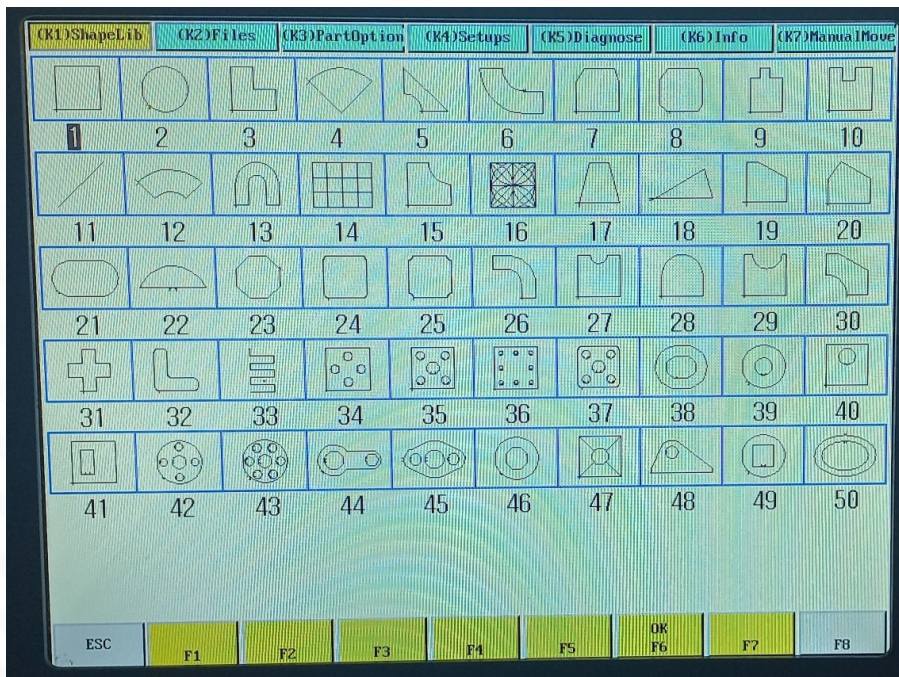 (K1)ShapeLib (K2)Files (K3)PartOption (K4)Setups (K5)Diagnose (K6)Info (K7)ManualMove
1 2 3 4 5 6 7 8 9 10
11 12 13 14 15 16 17 18 19 20
21 22 23 24 25 26 27 28 29 30
31 32 33 34 35 36 37 38 39 40
41 42 43 44 45 46 47 48 49 50
OK
ESC F1 F2 F3 F4 F5 F6 F7 F8